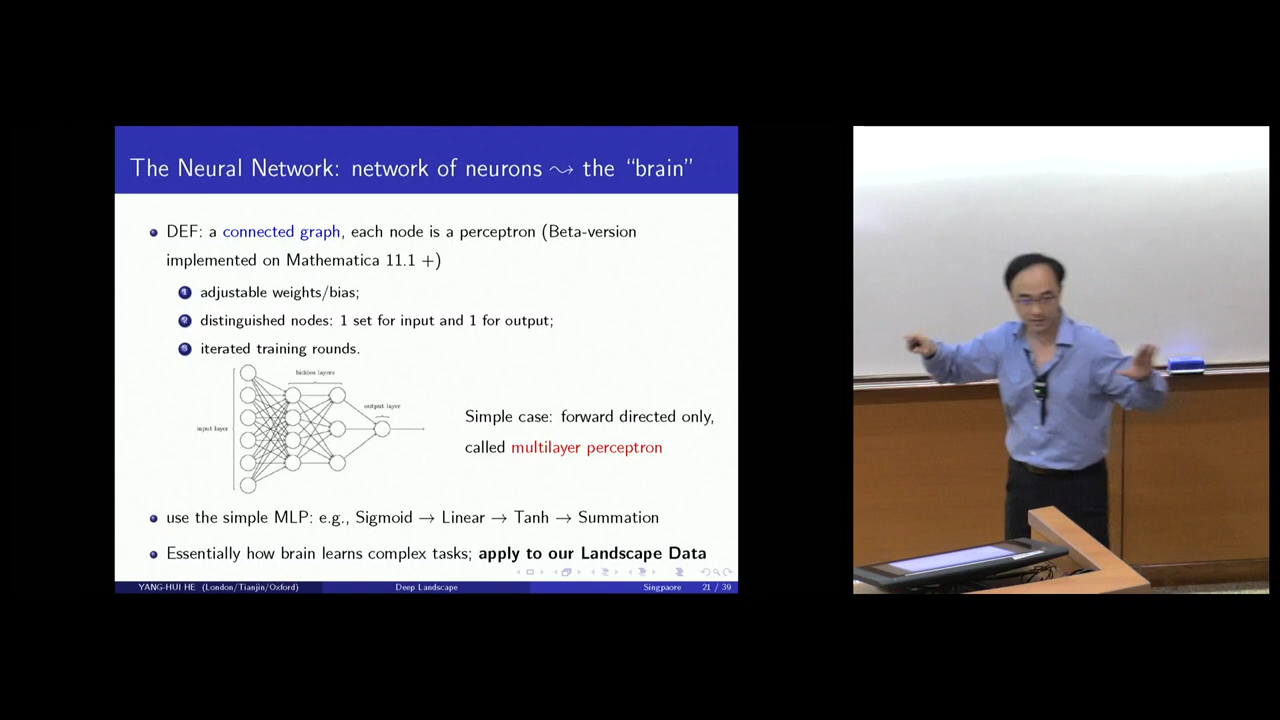 The Neural Network: network of neurons ⤳ the “brain”
DEF: a connected graph, each node is a perceptron (Beta-version
implemented on Mathematica 11.1 +)
1 adjustable weights/bias;
2 distinguished nodes: 1 set for input and 1 for output;
3 iterated training rounds.
hidden layers
output layer
input layer
Simple case: forward directed only,
called multilayer perceptron
use the simple MLP: e.g., Sigmoid → Linear → Tanh → Summation
Essentially how brain learns complex tasks; apply to our Landscape Data
YANG-HUI HE (London/Tianjin/Oxford) Deep Landscape Singpaore 21 / 39